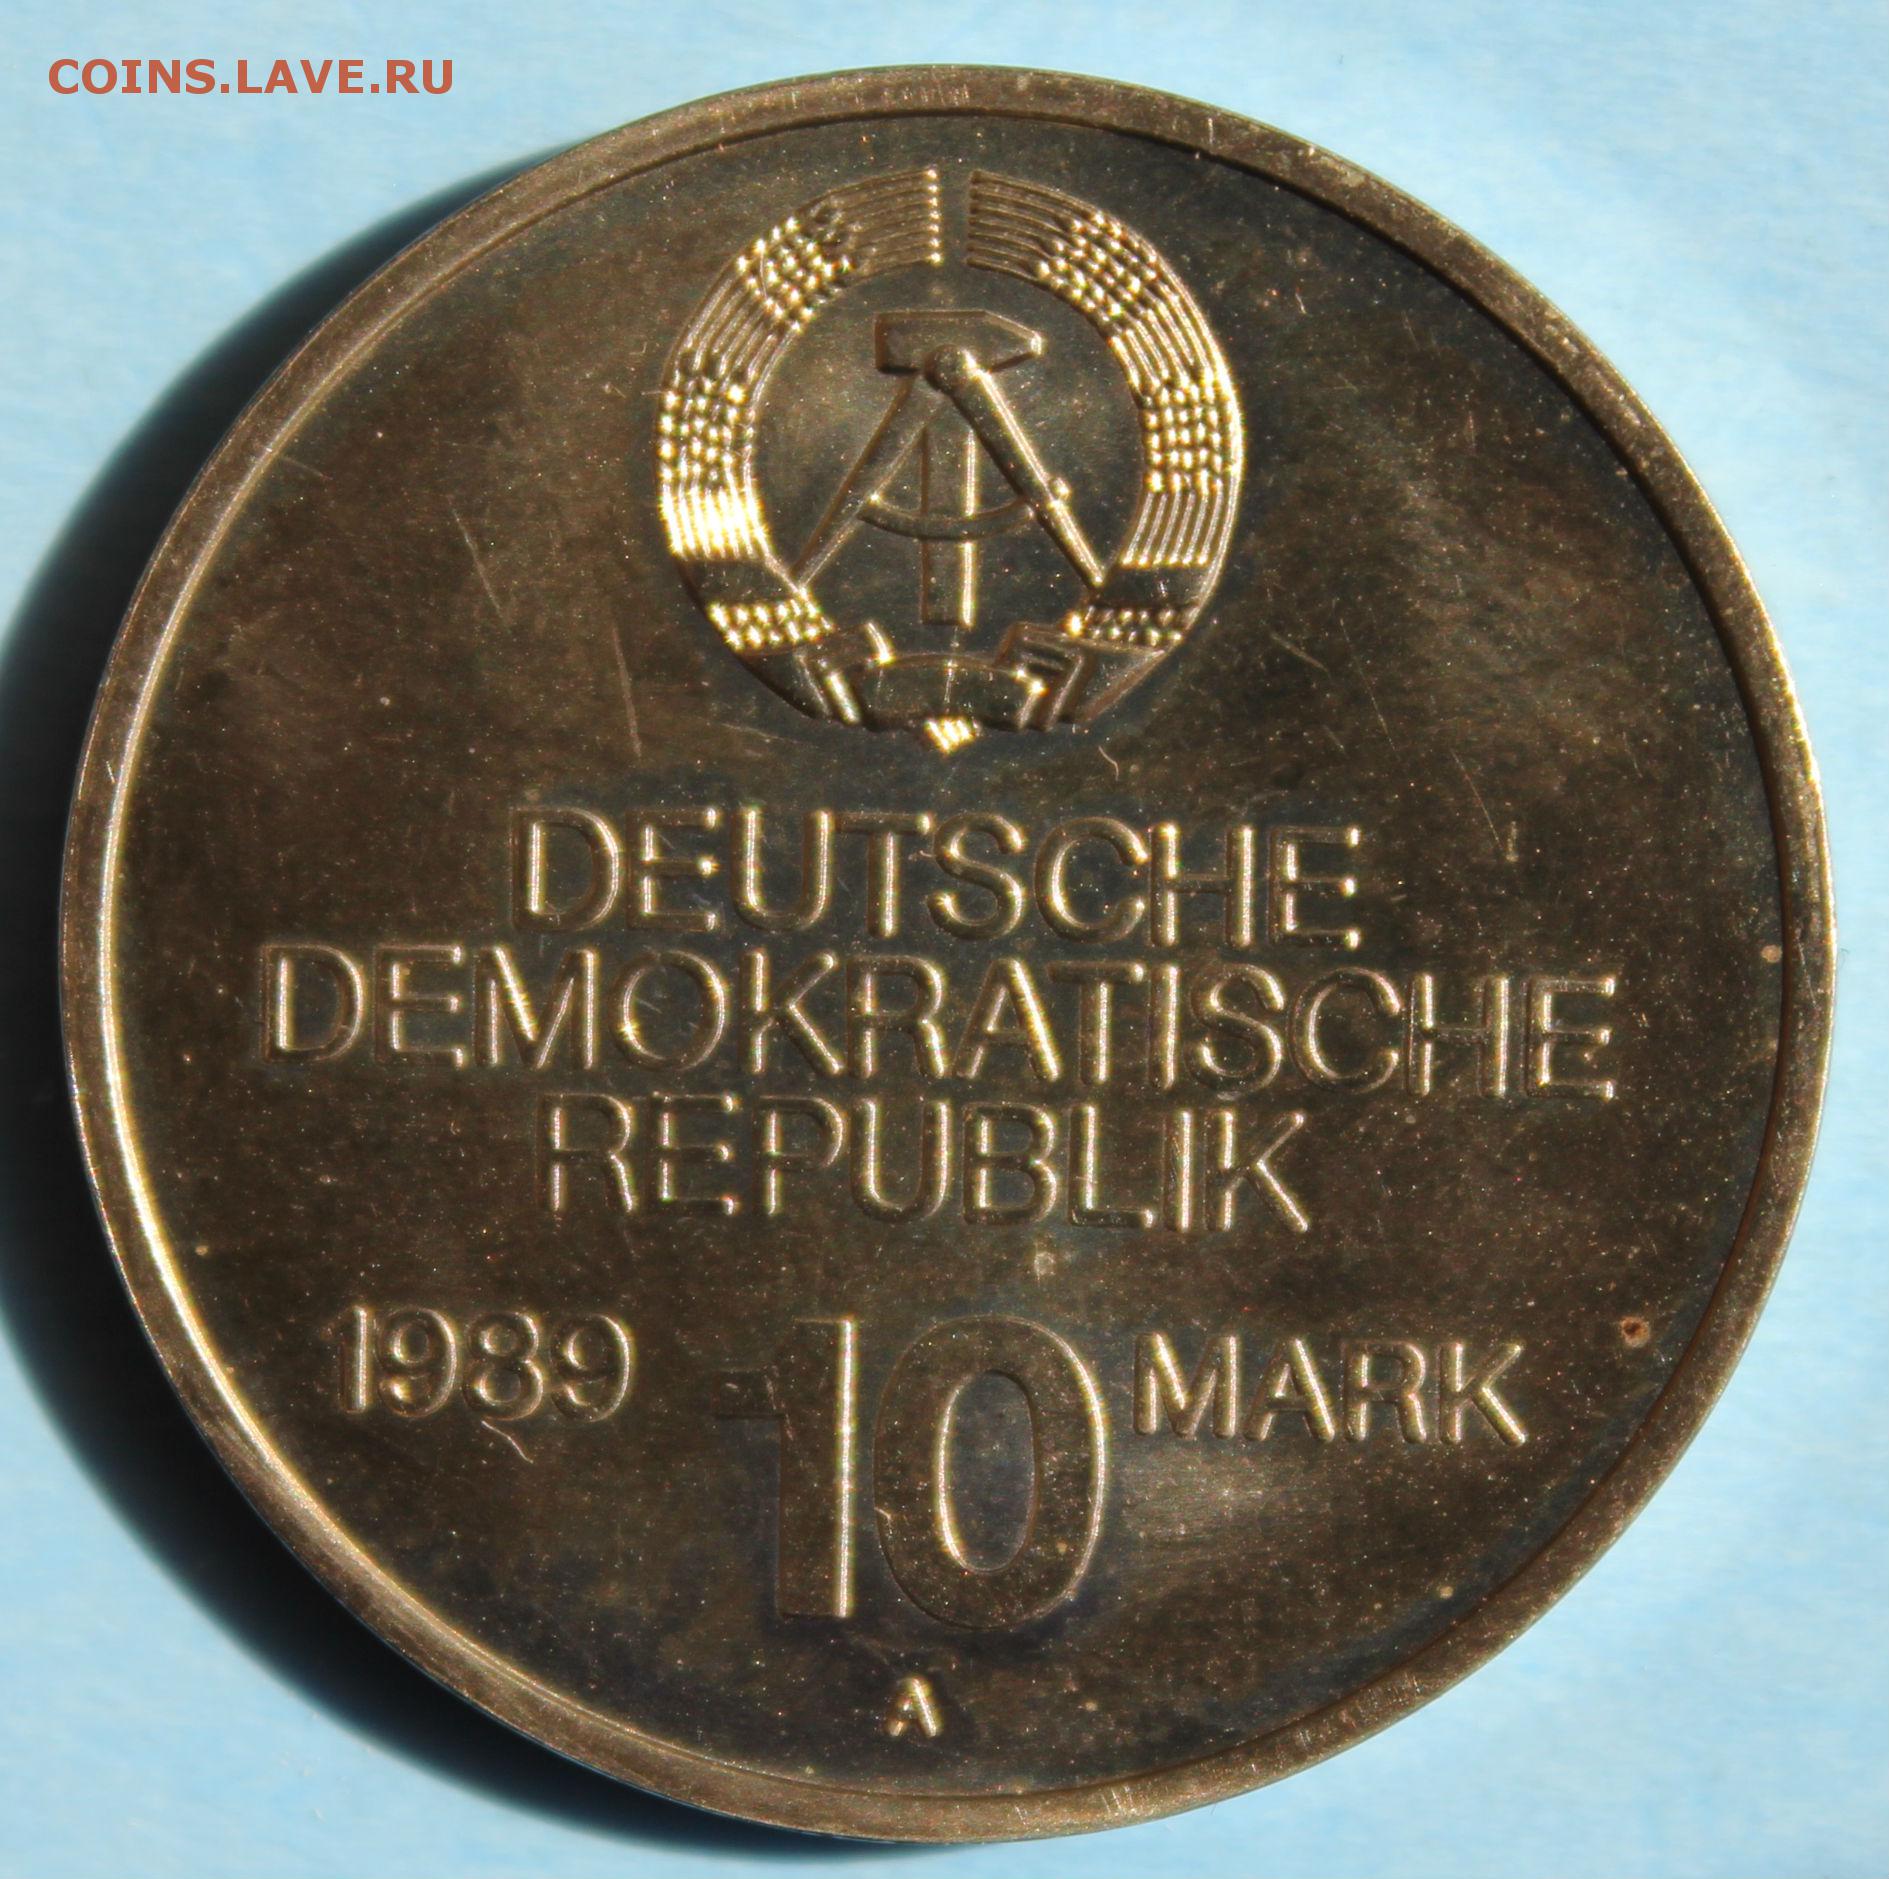 COINS.LAVE.RU
DEUTSCHE
DEMOKRATISCHE
REPUBLIK
1989 10 MARK
A